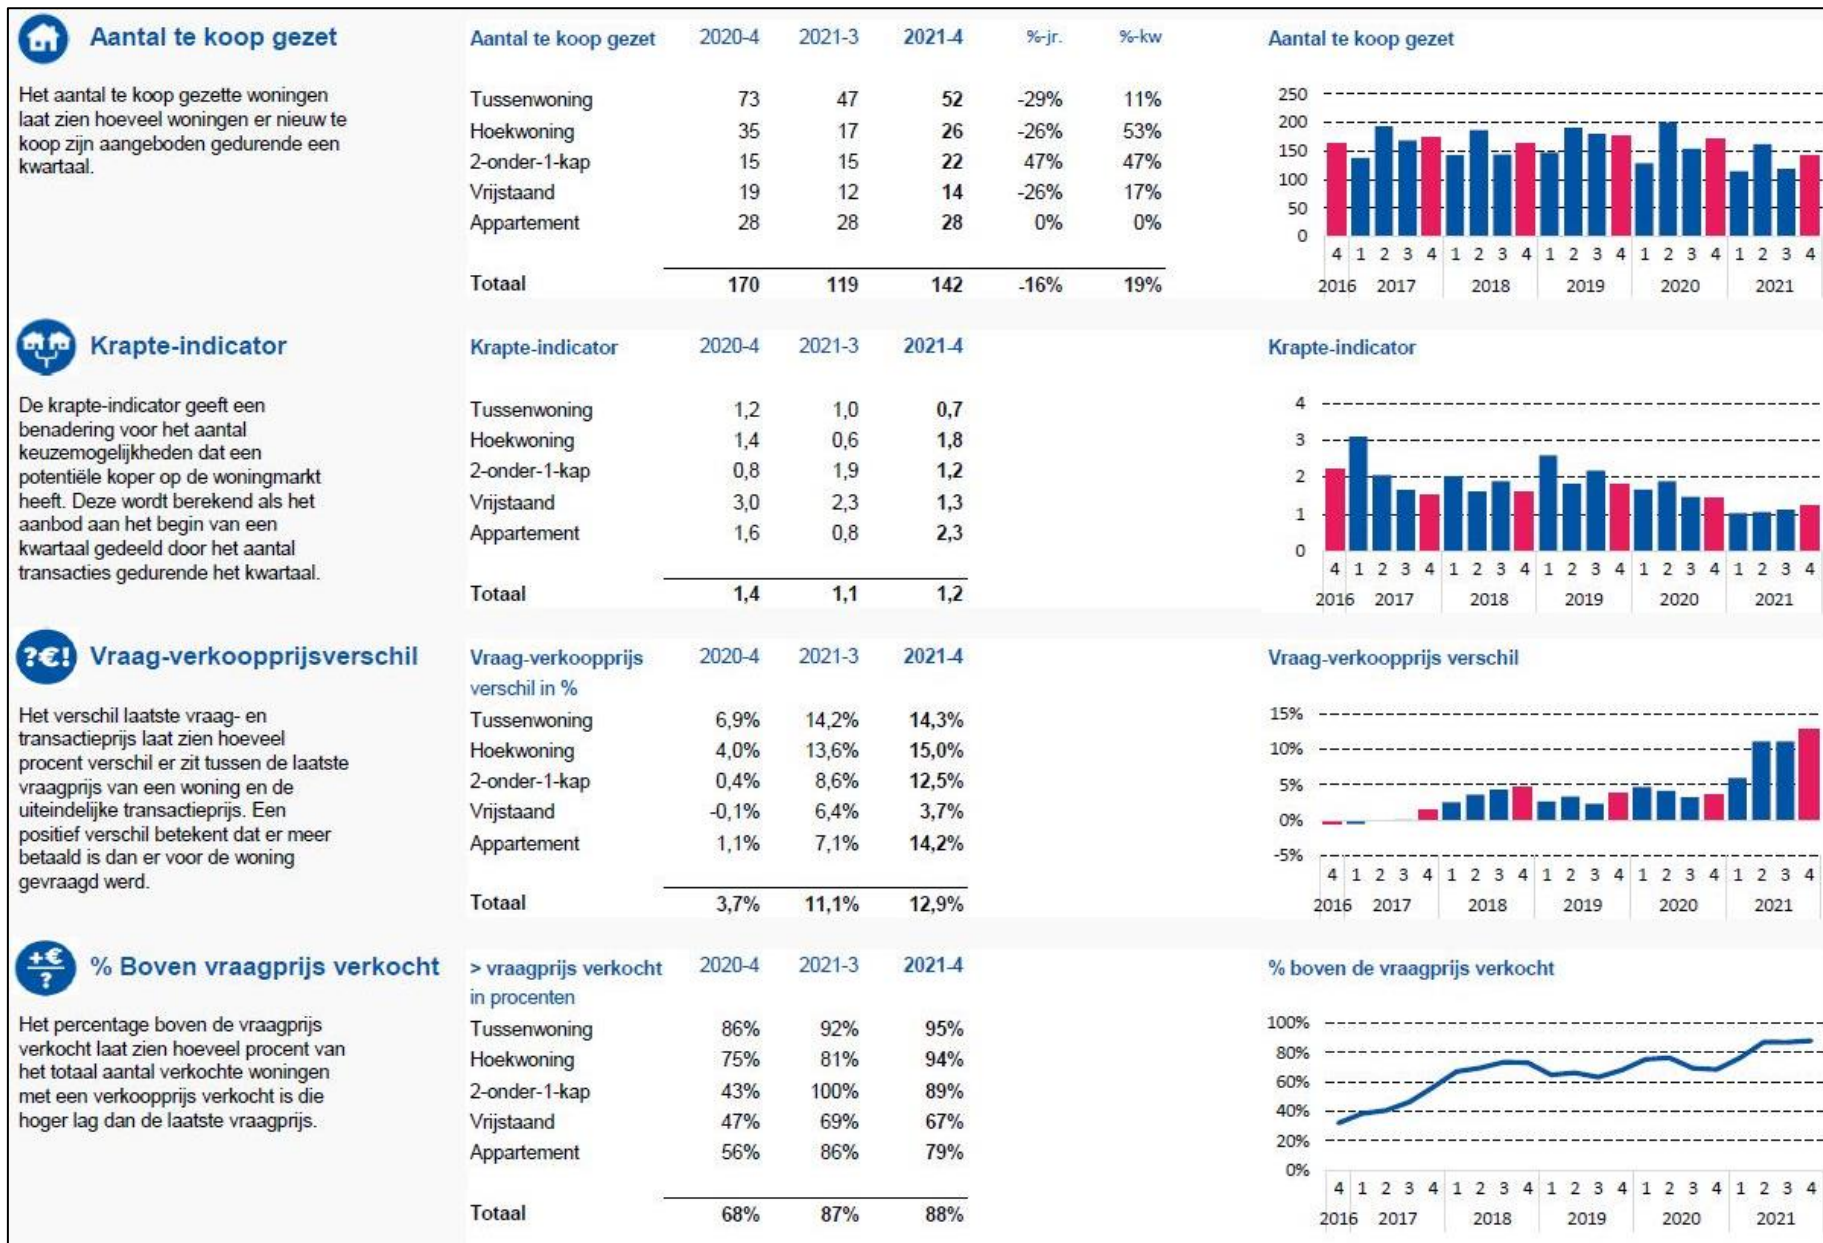 Aantal te koop gezet
Het aantal te koop gezette woningen
laat zien hoeveel woningen er nieuw te
koop zijn aangeboden gedurende een
kwartaal.
Aantal te koop gezet 2020-4 2021-3 2021-4 %-jr. %-kw
Tussenwoning 73 47 52 -29% 11%
Hoekwoning 35 17 26 -26% 53%
2-onder-1-kap 15 15 22 47% 47%
Vrijstaand 19 12 14 -26% 17%
Appartement 28 28 28 0% 0%
Totaal 170 119 142 -16% 19%
Aantal te koop gezet
250
200
150
100
50
0
4 1 2 3 4 1 2 3 4 1 2 3 4 1 2 3 4 1 2 3 4
2016 2017 2018 2019 2020 2021
Krapte-indicator
De krapte-indicator geeft een
benadering voor het aantal
keuzemogelijkheden dat een
potentiële koper op de woningmarkt
heeft. Deze wordt berekend als het
aanbod aan het begin van een
kwartaal gedeeld door het aantal
transacties gedurende het kwartaal.
Krapte-indicator 2020-4 2021-3 2021-4
Tussenwoning 1,2 1,0 0,7
Hoekwoning 1,4 0,6 1,8
2-onder-1-kap 0,8 1,9 1,2
Vrijstaand 3,0 2,3 1,3
Appartement 1,6 0,8 2,3
Totaal 1,4 1,1 1,2
Krapte-indicator
4
3
2
1
0
4 1 2 3 4 1 2 3 4 1 2 3 4 1 2 3 4 1 2 3 4
2016 2017 2018 2019 2020 2021
?€! Vraag-verkoopprijsverschil
Het verschil laatste vraag- en
transactieprijs laat zien hoeveel
procent verschil er zit tussen de laatste
vraagprijs van een woning en de
uiteindelijke transactieprijs. Een
positief verschil betekent dat er meer
betaald is dan er voor de woning
gevraagd werd.
Vraag-verkoopprijs 2020-4 2021-3 2021-4
verschil in %
Tussenwoning 6,9% 14,2% 14,3%
Hoekwoning 4,0% 13,6% 15,0%
2-onder-1-kap 0,4% 8,6% 12,5%
Vrijstaand -0,1% 6,4% 3,7%
Appartement 1,1% 7,1% 14,2%
Totaal 3,7% 11,1% 12,9%
Vraag-verkoopprijs verschil
15%
10%
5%
0%
-5%
4 1 2 3 4 1 2 3 4 1 2 3 4 1 2 3 4 1 2 3 4
2016 2017 2018 2019 2020 2021
+€
?
% Boven vraagprijs verkocht
Het percentage boven de vraagprijs
verkocht laat zien hoeveel procent van
het totaal aantal verkochte woningen
met een verkoopprijs verkocht is die
hoger lag dan de laatste vraagprijs.
> vraagprijs verkocht 2020-4 2021-3 2021-4
in procenten
Tussenwoning 86% 92% 95%
Hoekwoning 75% 81% 94%
2-onder-1-kap 43% 100% 89%
Vrijstaand 47% 69% 67%
Appartement 56% 86% 79%
Totaal 68% 87% 88%
% boven de vraagprijs verkocht
100%
80%
60%
40%
20%
0%
4 1 2 3 4 1 2 3 4 1 2 3 4 1 2 3 4 1 2 3 4
2016 2017 2018 2019 2020 2021